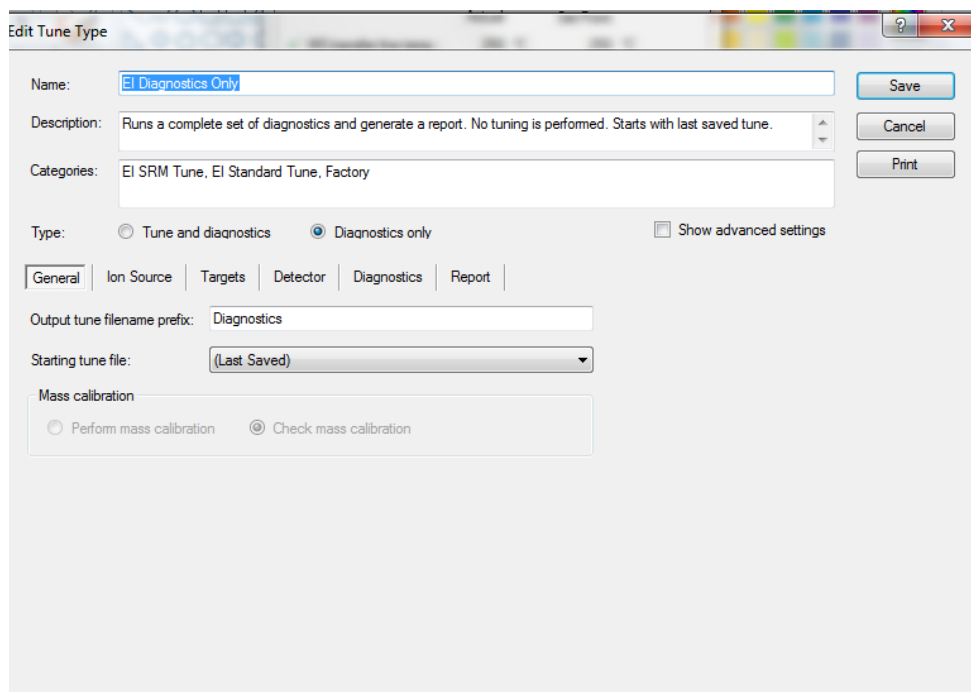 Edit Tune Type
Name: EI Diagnostics Only
Save
Description: Runs a complete set of diagnostics and generate a report. No tuning is performed. Starts with last saved tune.
Cancel
Categories: EI SRM Tune, EI Standard Tune, Factory
Print
Type: Tune and diagnostics Diagnostics only Show advanced settings
General Ion Source Targets Detector Diagnostics Report
Output tune filename prefix: Diagnostics
Starting tune file: (Last Saved)
Mass calibration
Perform mass calibration Check mass calibration